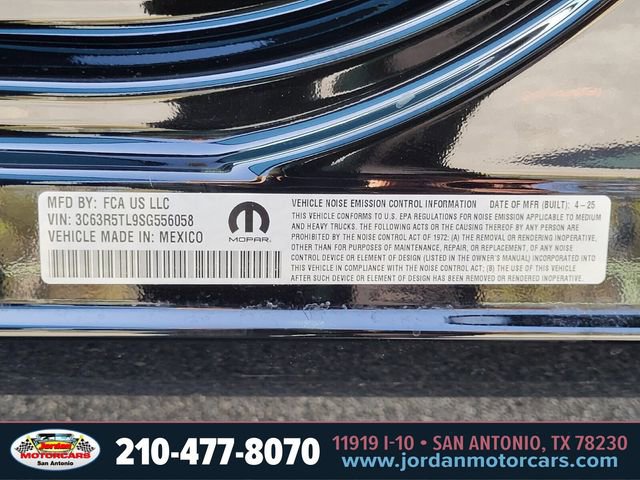 MFD BY: FCA US LLC
VIN: 3C63R5TL9SG556058
VEHICLE MADE IN: MEXICO
MOPAR
VEHICLE NOISE EMISSION CONTROL INFORMATION DATE OF MFR (BUILT): 4-25
THIS VEHICLE CONFORMS TO U.S. EPA REGULATIONS FOR NOISE EMISSION APPLICABLE TO MEDIUM
AND HEAVY TRUCKS. THE FOLLOWING ACTS OR CAUSING THEREOF BY ANY PERSON ARE
PROHIBITED BY THE NOISE CONTROL ACT OF 1972: (A) THE REMOVAL OR RENDERING INOPERATIVE,
OTHER THAN FOR PURPOSES OF MAINTENANCE, REPAIR, OR REPLACEMENT, OF ANY NOISE
CONTROL DEVICE OR ELEMENT OF DESIGN (LISTED IN THE OWNER'S MANUAL) INCORPORATED INTO
THIS VEHICLE IN COMPLIANCE WITH THE NOISE CONTROL ACT; (B) THE USE OF THIS VEHICLE
AFTER SUCH DEVICE OR ELEMENT OF DESIGN HAS BEEN REMOVED OR RENDERED INOPERATIVE.
Jordan
MOTORCARS
San Antonio
210-477-8070
11919 I-10 • SAN ANTONIO, TX 78230
www.jordanmotorcars.com